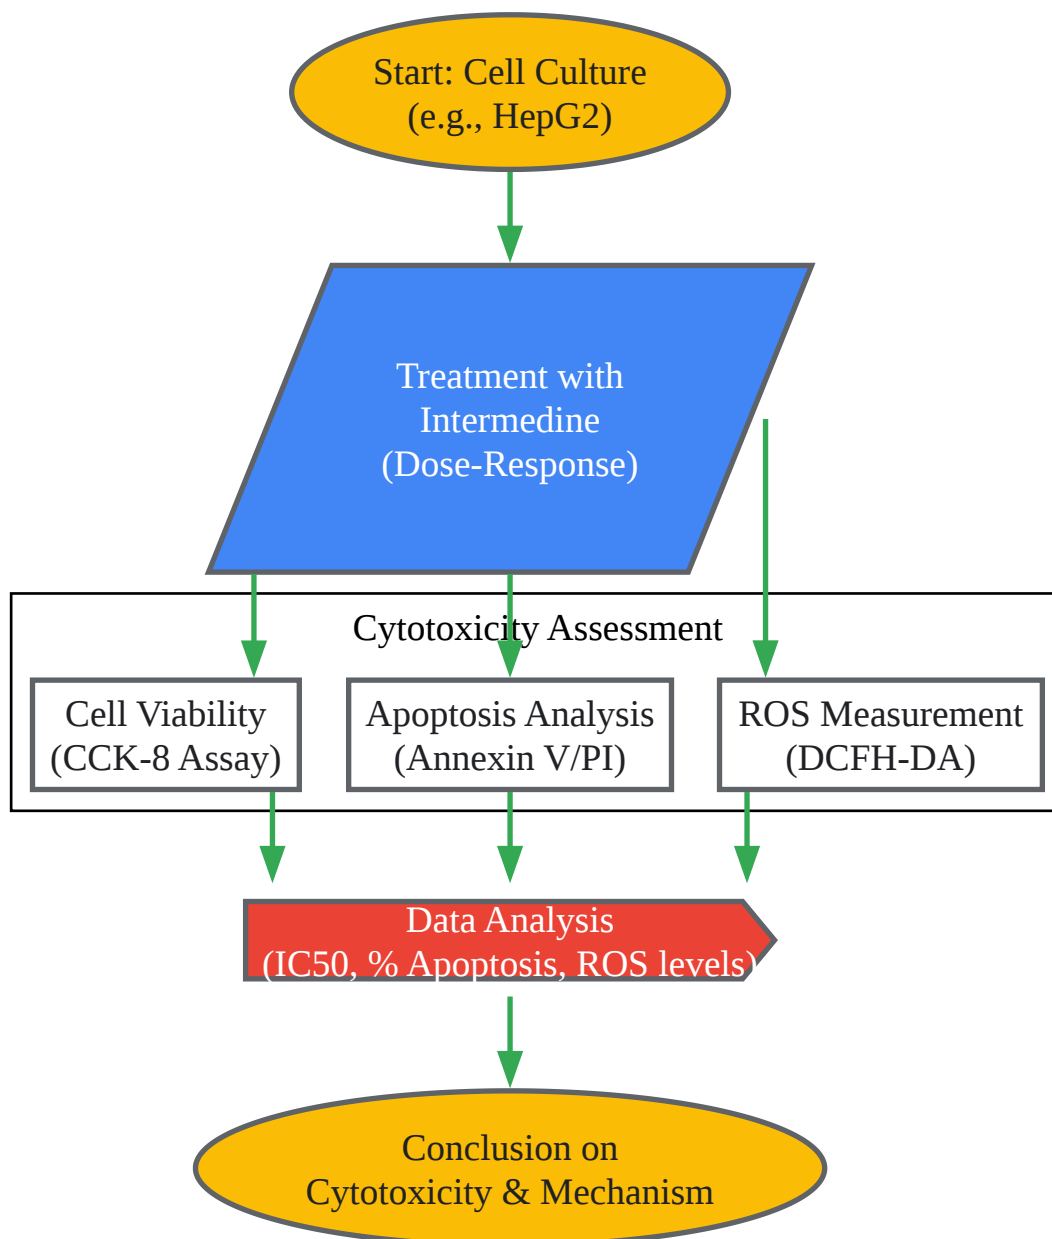 Start: Cell Culture
(e.g., HepG2)
Treatment with
Intermedine
(Dose-Response)
Cytotoxicity Assessment
Cell Viability
(CCK-8 Assay)
Apoptosis Analysis
(Annexin V/PI)
ROS Measurement
(DCFH-DA)
Data Analysis
(IC50, % Apoptosis, ROS levels)
Conclusion on
Cytotoxicity & Mechanism